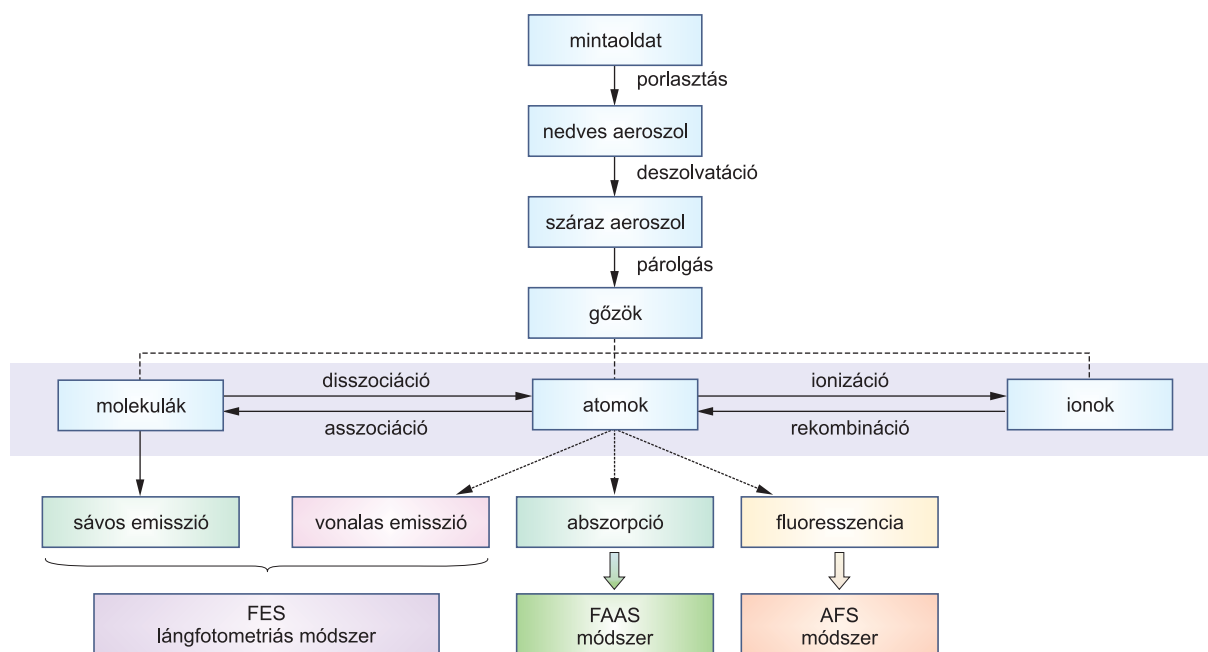 mintaoldat
porlasztás
nedves aeroszol
deszolvatáció
száraz aeroszol
párolgás
gőzök
disszociáció
ionizáció
molekulák
atomok
ionok
asszociáció
rekombináció
sávos emisszió
vonalas emisszió
abszorpció
fluoresszencia
FES
lángfotometriás módszer
FAAS
módszer
AFS
módszer